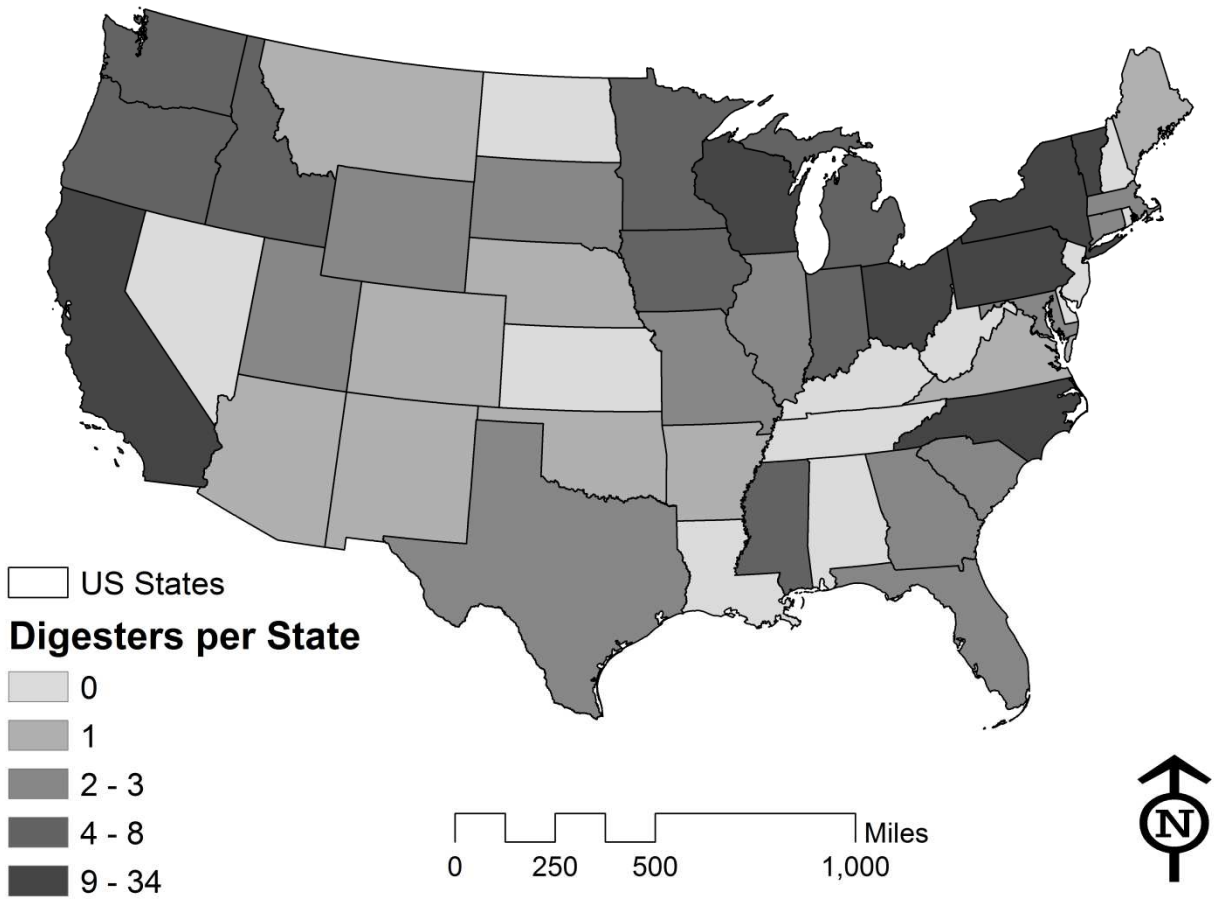 US States
Digesters per State
0
1
2 - 3
4 - 8
9 - 34
Miles
0 250 500 1,000
N